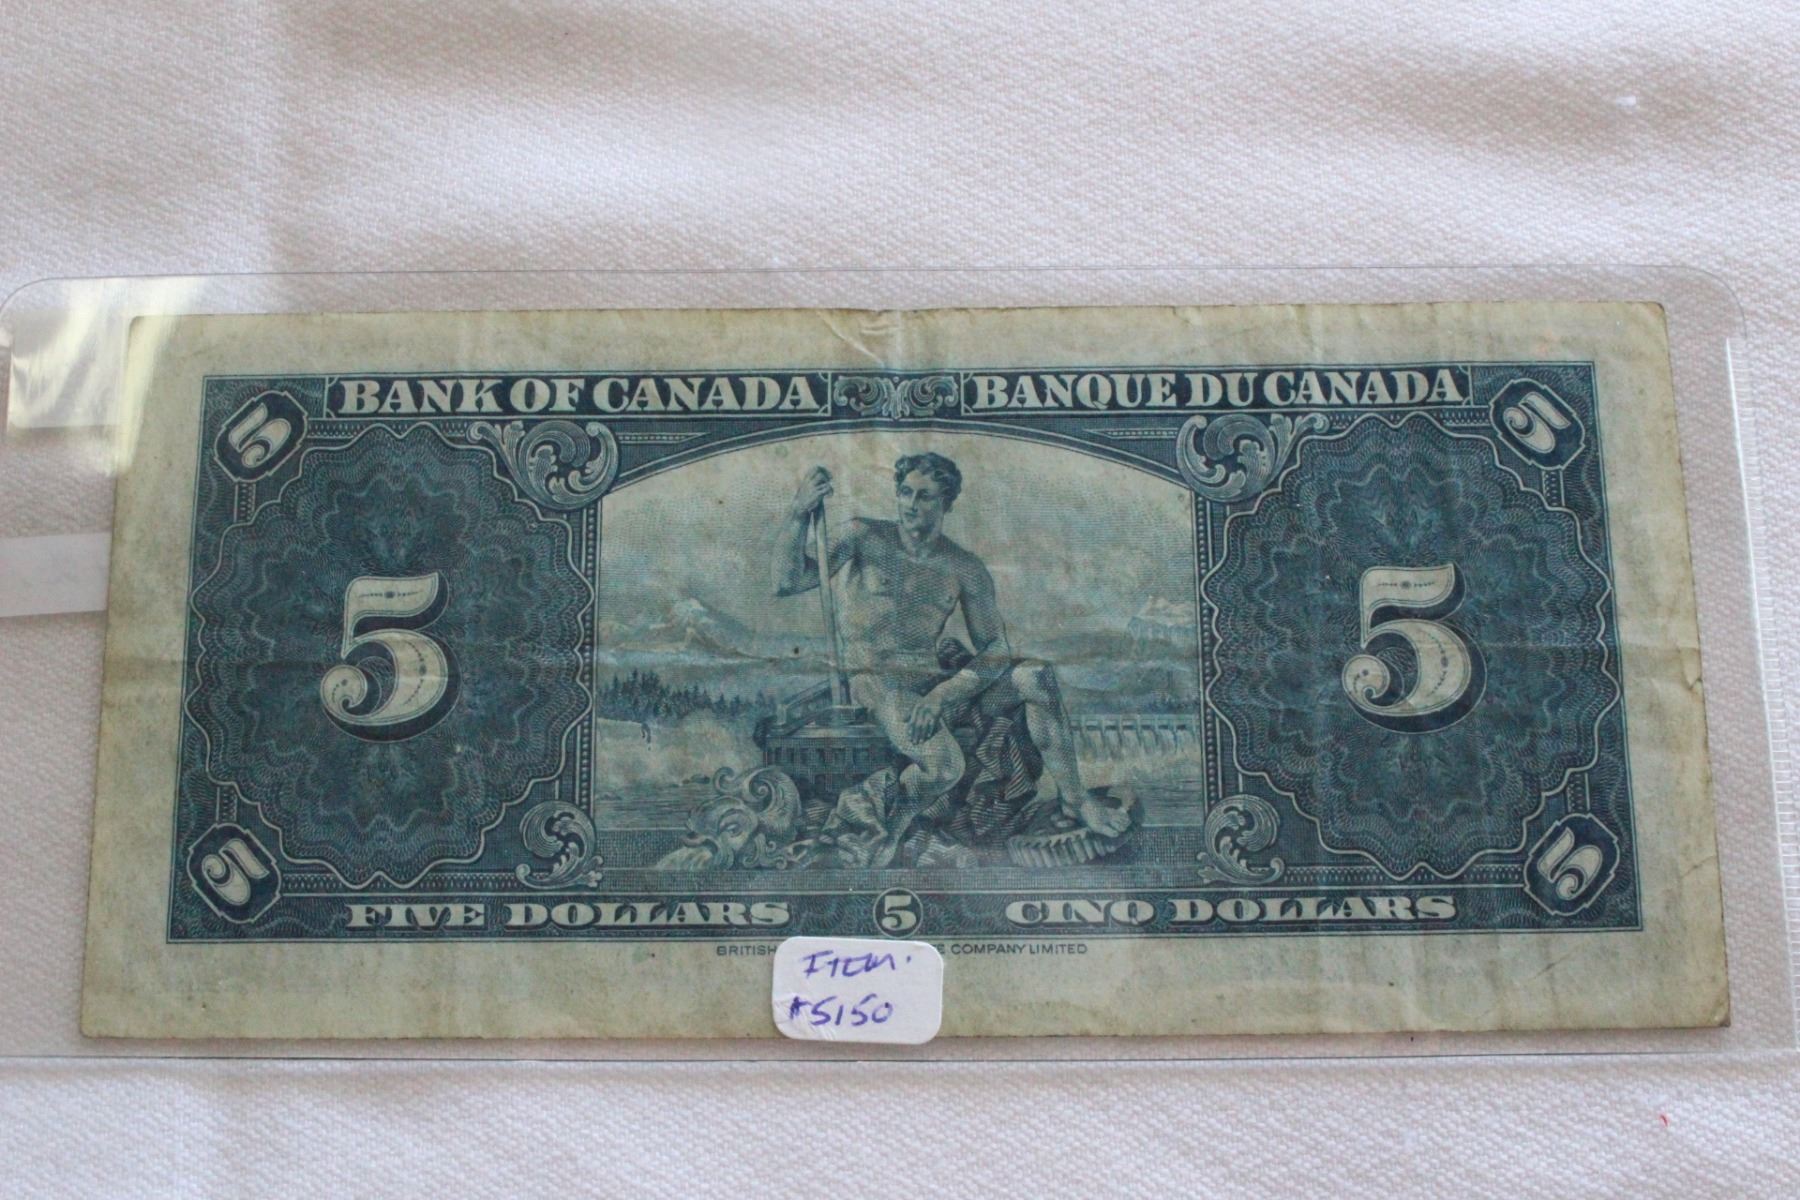 BANK OF CANADA BANQUE DU CANADA
5 5
5 5
5 5
FIVE DOLLARS 5 CINQ DOLLARS
BRITISH COMPANY LIMITED
ITEM.
5150